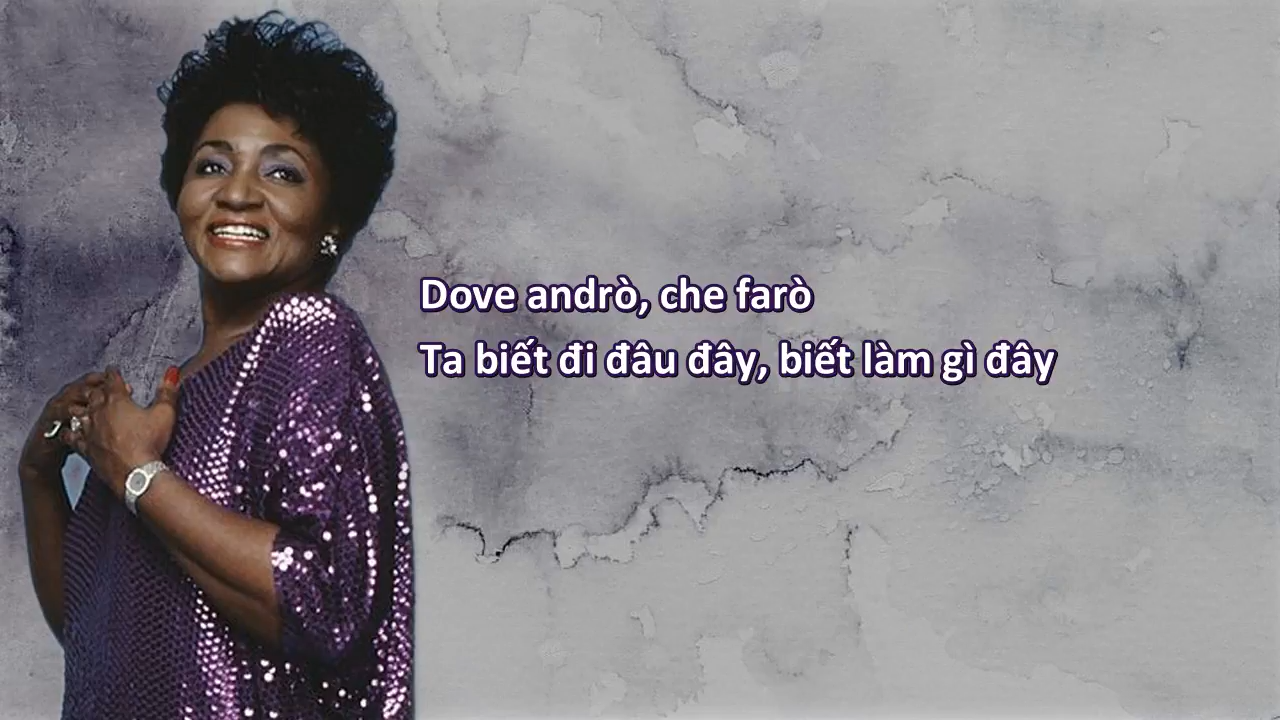 Dove andrò, che farò
Ta biết đi đâu đây, biết làm gì đây